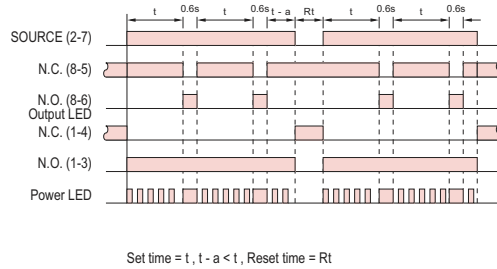 t 0.6s t 0.6s t - a Rt t 0.6s t 0.6s
SOURCE (2-7)
N.C. (8-5)
N.O. (8-6)
Output LED
N.C. (1-4)
N.O. (1-3)
Power LED
Set time = t , t - a < t , Reset time = Rt